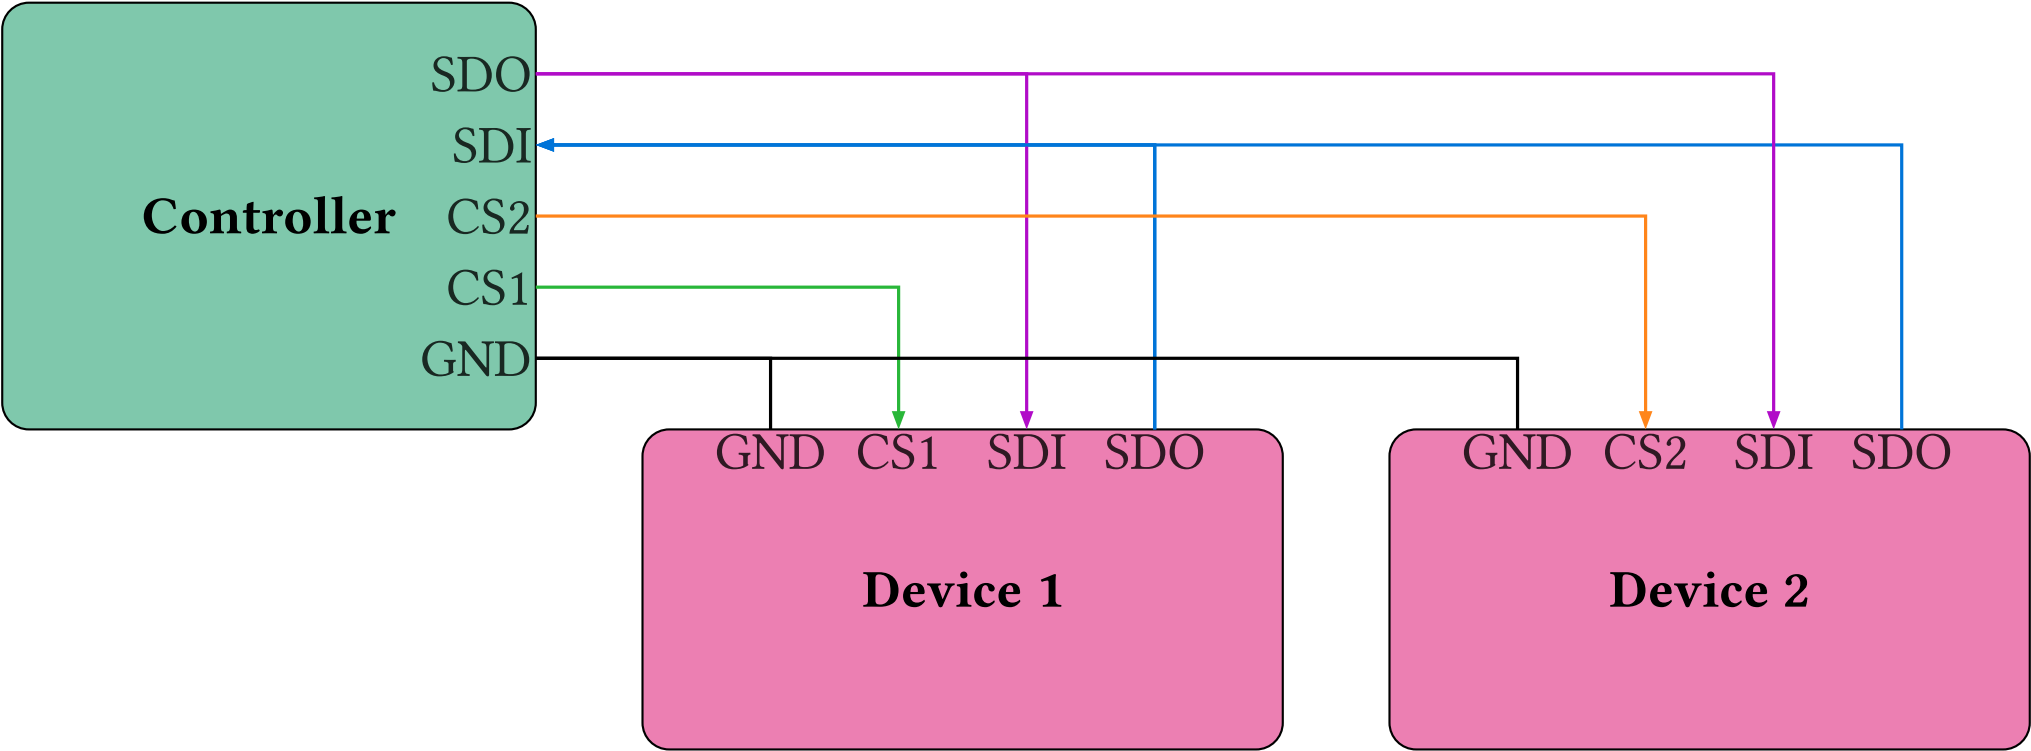 SDO
SDI
Controller
CS2
CS1
GND
GND CS1 SDI SDO
Device 1
GND CS2 SDI SDO
Device 2